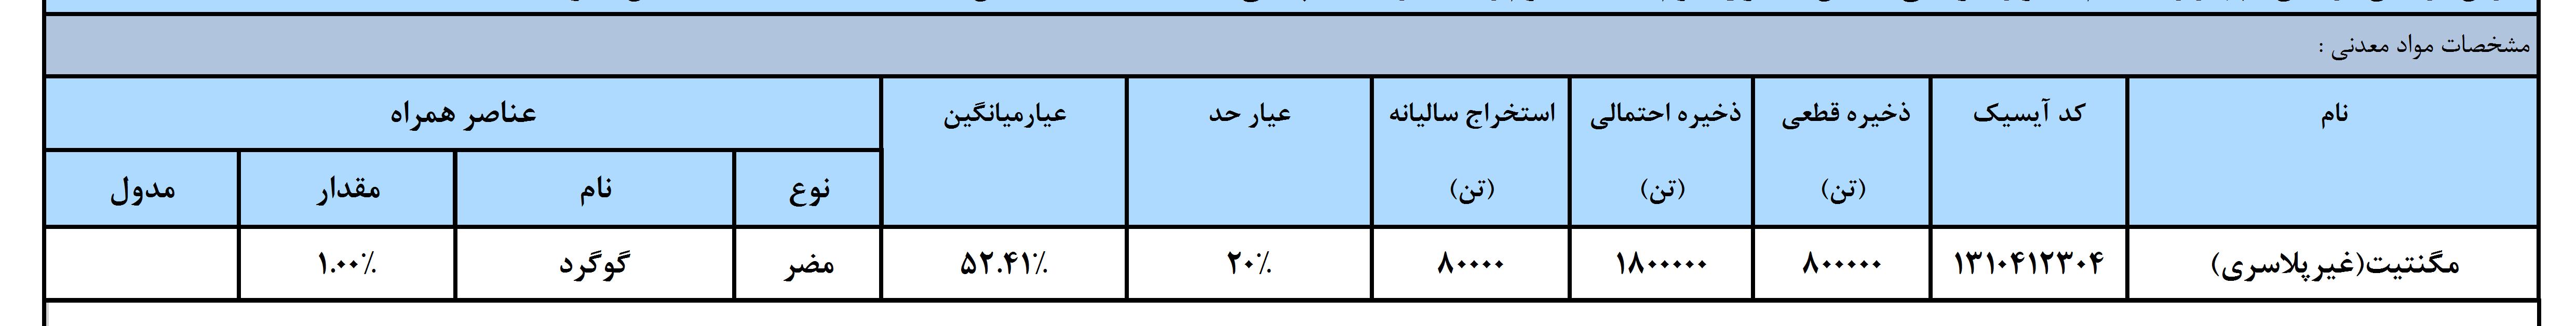 مشخصات مواد معدنی :
نام
کد آیسیک
ذخیره قطعی
(تن)
ذخیره احتمالی
(تن)
استخراج سالیانه
(تن)
عیار حد
عیارمیانگین
عناصر همراه
نوع
نام
مقدار
مدول
مگنتیت(غیرپلاسری)
۱۳۱۰۴۱۲۳۰۴
۸۰۰۰۰۰
۱۸۰۰۰۰۰
۸۰۰۰۰
۲۰٪
۵۲.۴۱٪
مضر
گوگرد
۱.۰۰٪